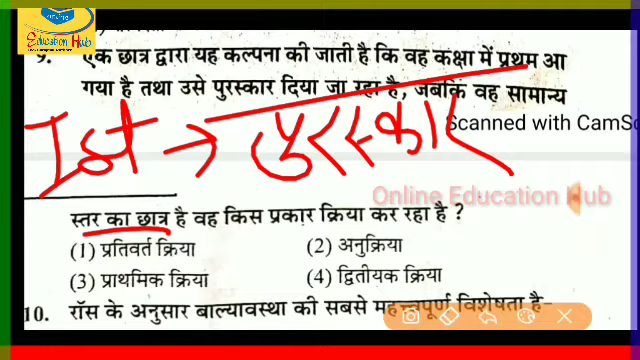 Education Hub
9. एक छात्र द्वारा यह कल्पना की जाती है कि वह कक्षा में प्रथम आ
गया है तथा उसे पुरस्कार दिया जा रहा है, जबकि वह सामान्य
Ist → पुरस्कार
Scanned with CamSc
Online Education Hub
स्तर का छात्र है वह किस प्रकार क्रिया कर रहा है ?
(1) प्रतिवर्त क्रिया (2) अनुक्रिया
(3) प्राथमिक क्रिया (4) द्वितीयक क्रिया
10. रॉस के अनुसार बाल्यावस्था की सबसे महत्त्वपूर्ण विशेषता है-